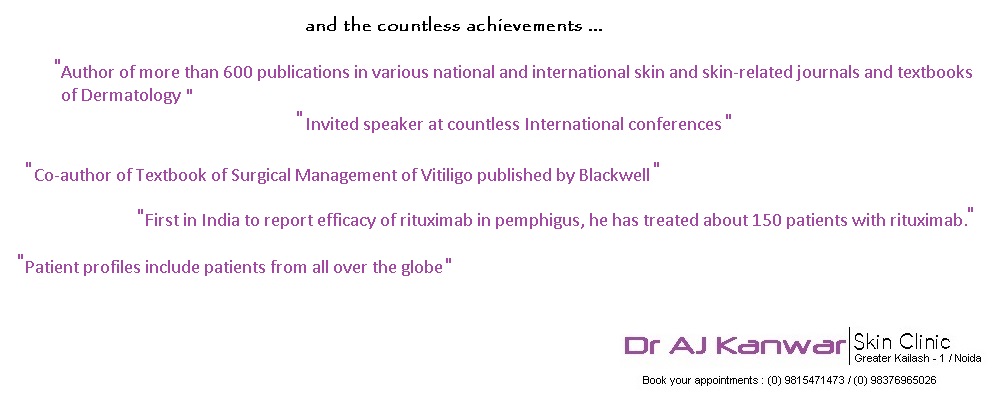 and the countless achievements ...
"Author of more than 600 publications in various national and international skin and skin-related journals and textbooks
of Dermatology "
" Invited speaker at countless International conferences "
" Co-author of Textbook of Surgical Management of Vitiligo published by Blackwell "
"First in India to report efficacy of rituximab in pemphigus, he has treated about 150 patients with rituximab."
"Patient profiles include patients from all over the globe "
Dr AJ Kanwar Skin Clinic
Greater Kailash - 1 / Noida
Book your appointments : (0) 9815471473 / (0) 98376965026